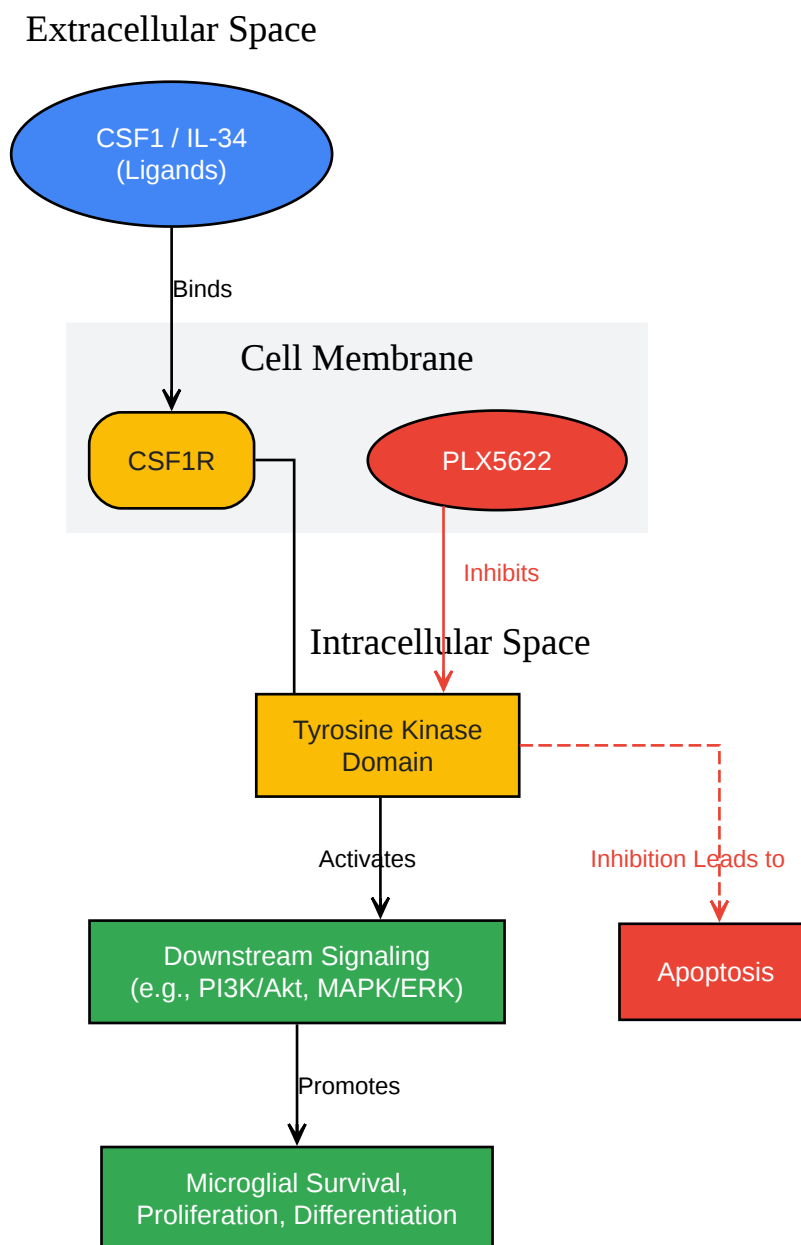 Extracellular Space
CSF1 / IL-34
(Ligands)
Binds
Cell Membrane
CSF1R
PLX5622
Inhibits
Intracellular Space
Tyrosine Kinase
Domain
Activates
Inhibition Leads to
Downstream Signaling
(e.g., PI3K/Akt, MAPK/ERK)
Apoptosis
Promotes
Microglial Survival,
Proliferation, Differentiation